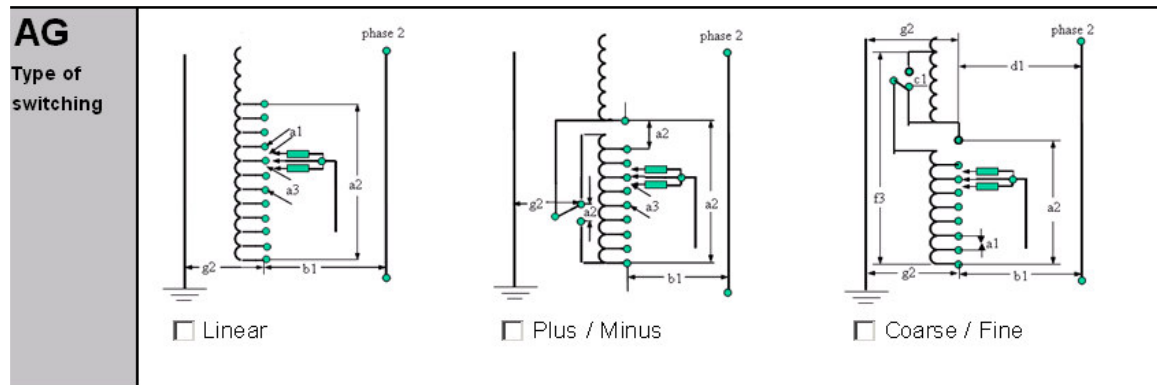 AG
Type of
switching
phase 2
a1
a3
a2
g2
b1
Linear
phase 2
a2
a2
a3
g2
a2
b1
Plus / Minus
g2
phase 2
d1
c1
f3
a2
a1
g2
b1
Coarse / Fine